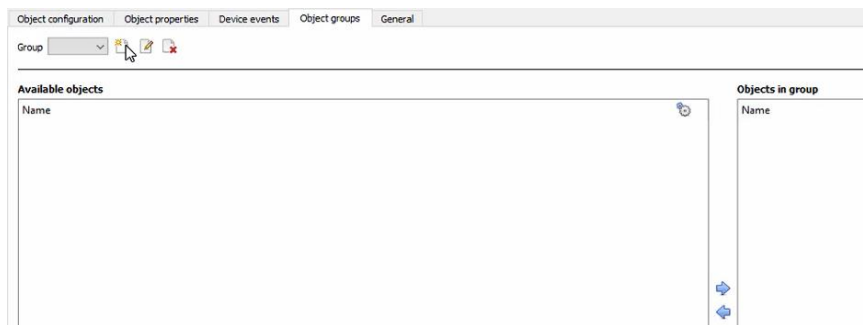 Object configuration Object properties Device events Object groups General
Group
Available objects Objects in group
Name Name